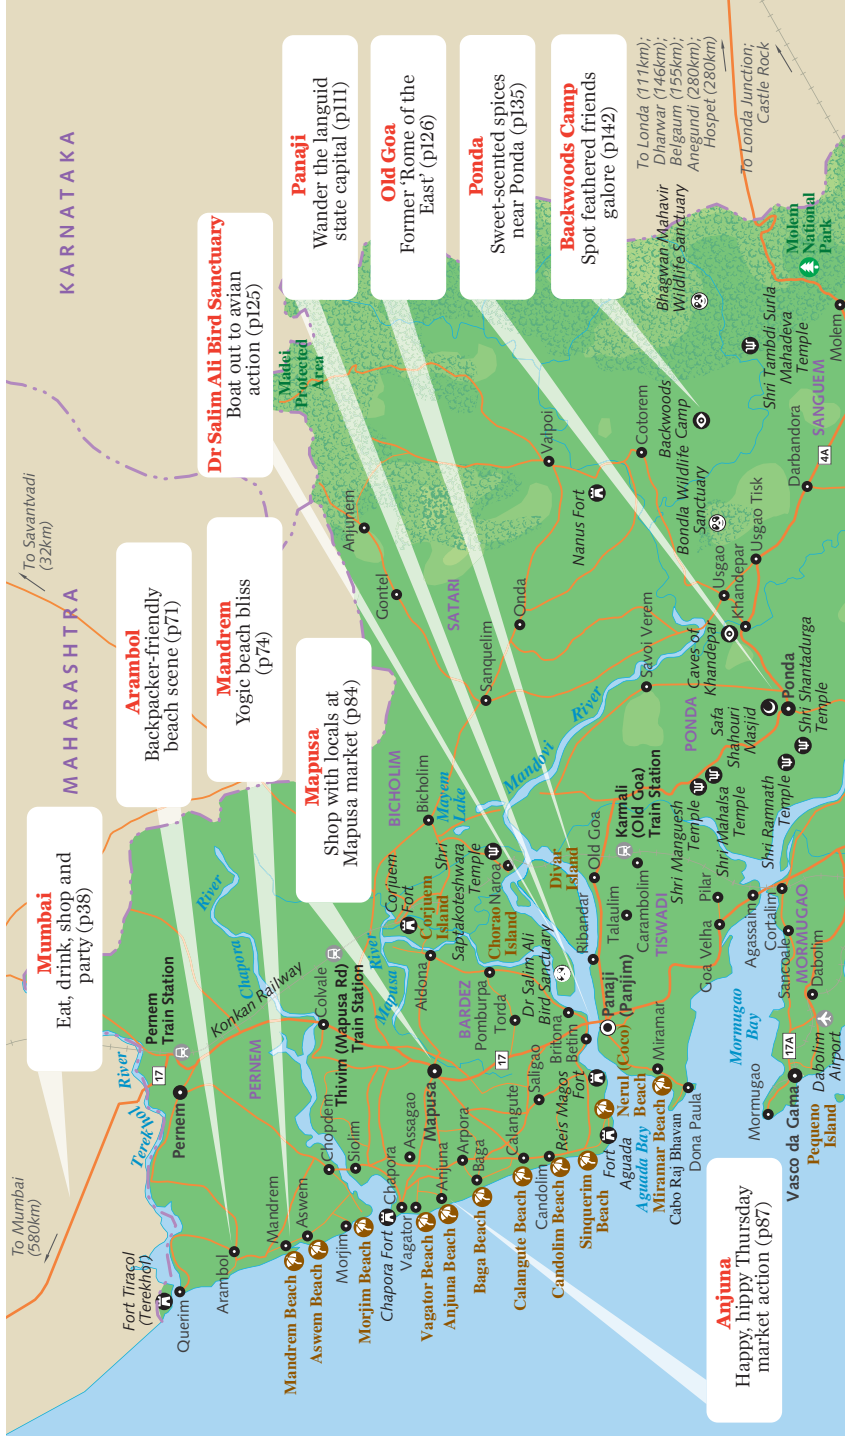 KARNATAKA
MAHARASHTRA
To Mumbai
(580km)
To Savantvadi
(32km)
Mumbai
Eat, drink, shop and
party (p38)
Arambol
Backpacker-friendly
beach scene (p71)
Mandrem
Yogic beach bliss
(p74)
Mapusa
Shop with locals at
Mapusa market (p84)
Dr Salim Ali Bird Sanctuary
Boat out to avian
action (p125)
Panaji
Wander the languid
state capital (p111)
Old Goa
Former ‘Rome of the
East’ (p126)
Ponda
Sweet-scented spices
near Ponda (p135)
Backwoods Camp
Spot feathered friends
galore (p142)
Anjuna
Happy, hippy Thursday
market action (p87)
To Londa (111km);
Dharwar (146km);
Belgaum (155km);
Anegundi (280km);
Hospet (280km)
To Londa Junction;
Castle Rock
Fort Tiracol
(Terekhol)
Querim
Terekhol
River
Pernem
Train Station
17
Pernem
PERNEM
Konkan Railway
Chapora
River
Arambol
Mandrem
Mandrem Beach
Aswem
Aswem Beach
Morjim
Morjim Beach
Chopdem
Siolim
Colvale
Thivim (Mapusa Rd)
Train Station
Chapora Fort
Chapora
Vagator
Vagator Beach
Anjuna
Anjuna Beach
Assagao
Mapusa
Mapusa
River
Arpora
Baga
Baga Beach
Calangute
Calangute Beach
Candolim
Candolim Beach
Saligao
Sinquerim
Beach
Reis Magos
Fort
Fort
Aguada
Aguada Bay
Nerul (Coco)
Beach
Miramar Beach
Miramar
Cabo Raj Bhavan
Dona Paula
BARDEZ
17
Aldona
Pomburpa
Torda
Britona
Betim
Corjuem
Fort
Corjuem
Island
Shri
Saptakoteshwara
Temple
Naroa
Chorao
Island
Dr Salim Ali
Bird Sanctuary
Divar
Island
Ribandar
Panaji
(Panjim)
Old Goa
Karmali
(Old Goa)
Train Station
Talaulim
Carambolim
TISWADI
Goa Velha
Pilar
Agassaim
Cortalim
Sancoale
MORMUGAO
Dabolim
Dabolim
Airport
17A
Mormugao
Bay
Mormugao
Vasco da Gama
Pequeno
Island
BICHOLIM
Bicholim
Mayem
Lake
Mandovi
River
Sanquelim
SATARI
Gontel
Anjunem
Onda
Valpoi
Madei
Protected
Area
Nanus Fort
Cotorem
Savoi Verem
PONDA
Caves of
Khandepar
Khandepar
Usgao
Usgao Tisk
Safa
Shahouri
Masjid
Ponda
Shri Shantadurga
Temple
Shri Manguesh
Temple
Shri Mahalsa
Temple
Shri Ramnath
Temple
Bondla Wildlife
Sanctuary
Backwoods
Camp
Bhagwan Mahavir
Wildlife Sanctuary
Shri Tambdi Surla
Mahadeva
Temple
Molem
National
Park
Molem
SANGUEM
4A
Darbandora